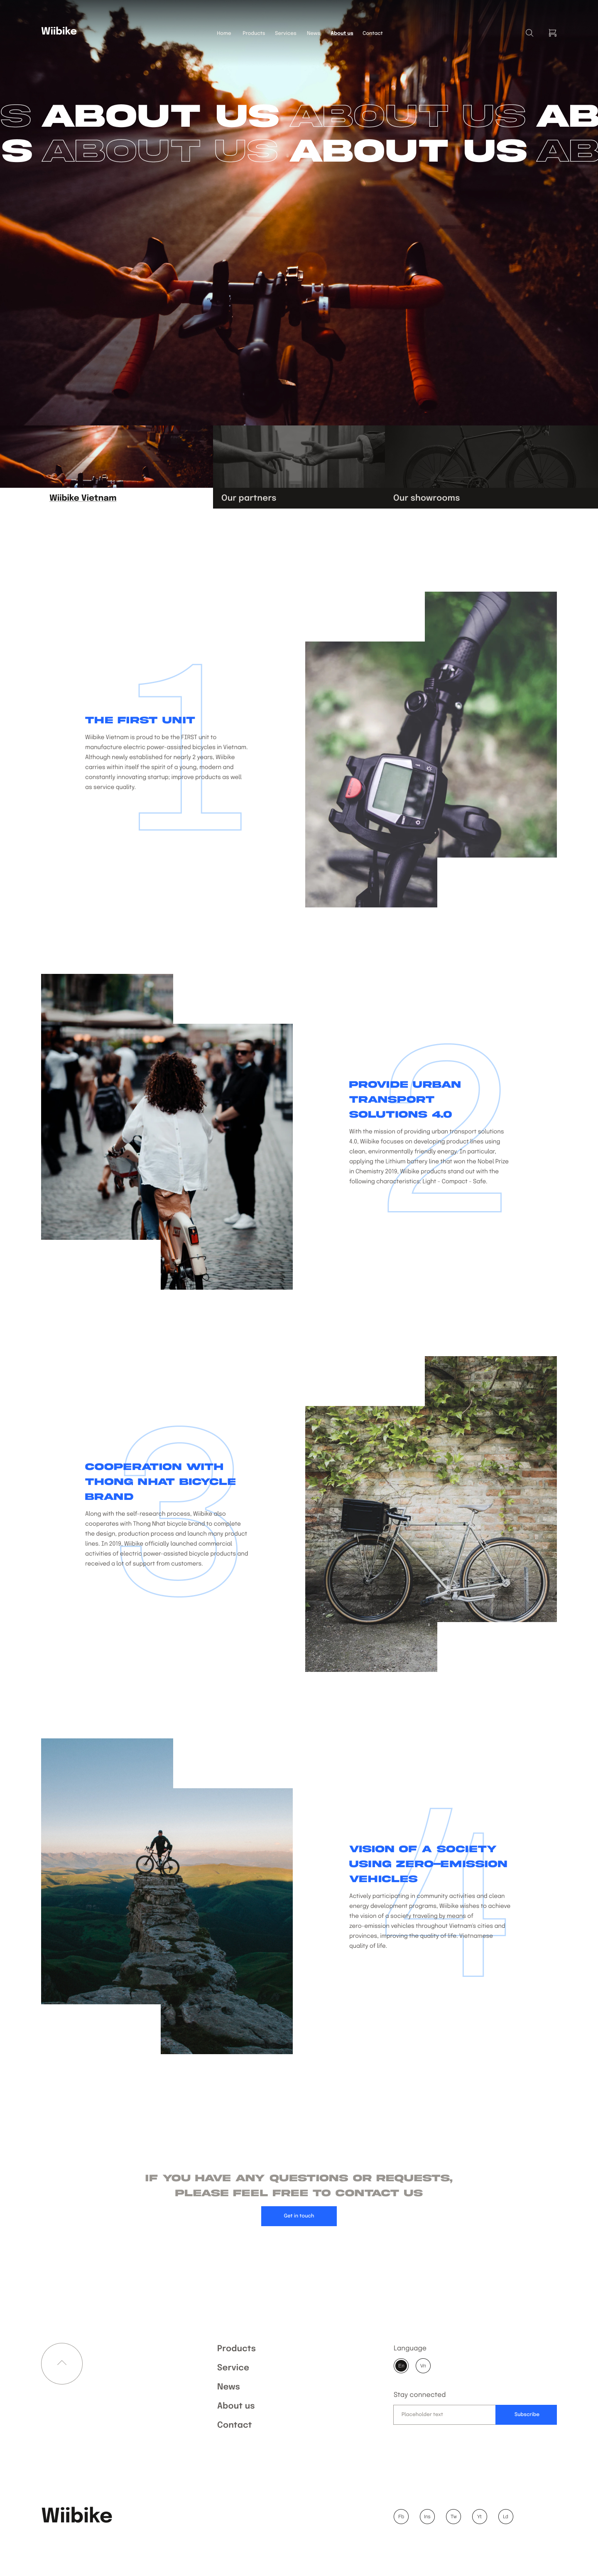 Wiibike
Home Products Services News About us Contact
S ABOUT US ABOUT US AB
S ABOUT US ABOUT US AB
Wiibike Vietnam
Our partners
Our showrooms
1
THE FIRST UNIT
Wiibike Vietnam is proud to be the FIRST unit to
manufacture electric power-assisted bicycles in Vietnam.
Although newly established for nearly 2 years, Wiibike
carries within itself the spirit of a young, modern and
constantly innovating startup; improve products as well
as service quality.
2
PROVIDE URBAN
TRANSPORT
SOLUTIONS 4.0
With the mission of providing urban transport solutions
4.0, Wiibike focuses on developing product lines using
clean, environmentally friendly energy. In particular,
applying the Lithium battery line that won the Nobel Prize
in Chemistry 2019, Wiibike products stand out with the
following characteristics: Light - Compact - Safe.
3
COOPERATION WITH
THONG NHAT BICYCLE
BRAND
Along with the self-research process, Wiibike also
cooperates with Thong Nhat bicycle brand to complete
the design, production process and launch many product
lines. In 2019, Wiibike officially launched commercial
activities of electric power-assisted bicycle products and
received a lot of support from customers.
4
VISION OF A SOCIETY
USING ZERO-EMISSION
VEHICLES
Actively participating in community activities and clean
energy development programs, Wiibike wishes to achieve
the vision of a society traveling by means of
zero-emission vehicles throughout Vietnam's cities and
provinces, improving the quality of life. Vietnamese
quality of life.
IF YOU HAVE ANY QUESTIONS OR REQUESTS,
PLEASE FEEL FREE TO CONTACT US
Get in touch
Products
Service
News
About us
Contact
Language
En Vn
Stay connected
Placeholder text Subscribe
Wiibike
Fb Ins Tw Yt Ld